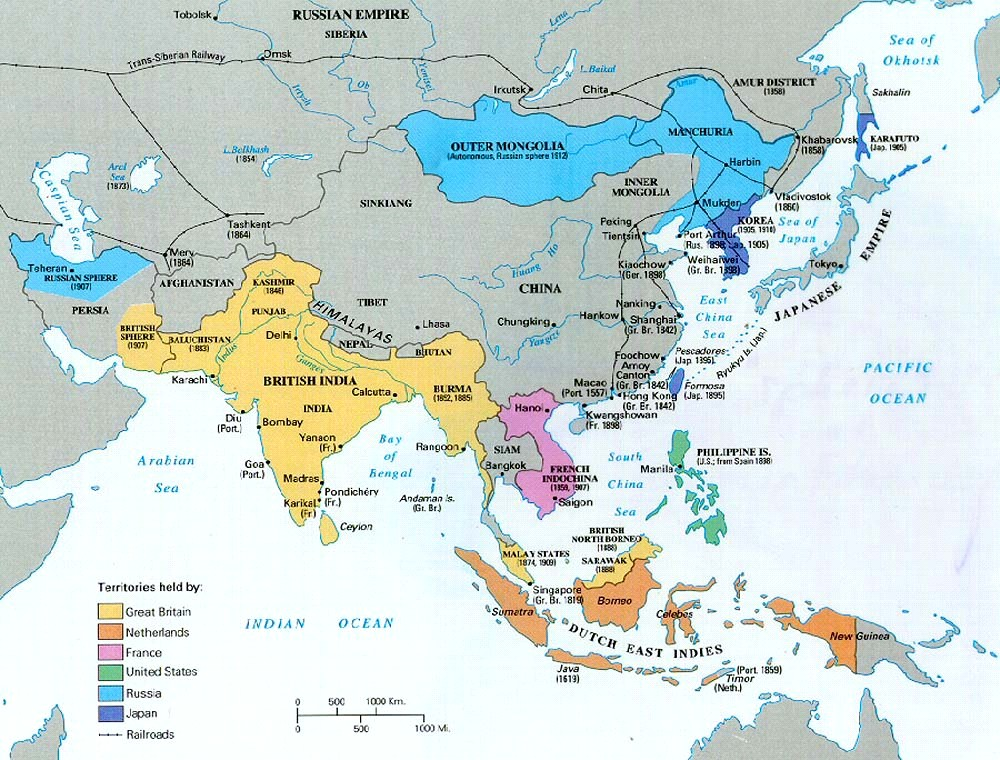 Tobolsk
RUSSIAN EMPIRE
SIBERIA
Lena
Sea of
Okhotsk
Trans-Siberian Railway
Omsk
Irtysh
Ob
Yenisei
L.Baikal
Irkutsk
Chita
Amur
AMUR DISTRICT
(1858)
Sakhalin
OUTER MONGOLIA
(Autonomous, Russian sphere 1912)
MANCHURIA
Khabarovsk
(1858)
KARAFUTO
(Jap. 1905)
L.Balkhash
(1854)
Aral
Sea
(1873)
Caspian Sea
Harbin
INNER
MONGOLIA
SINKIANG
Mukden
Vladivostok
(1860)
Tashkent
(1864)
Peking
Tientsin
KOREA
(1905, 1910)
Sea of
Japan
Port Arthur
(Rus. 1898; Jap. 1905)
Merv
(1884)
Teheran
RUSSIAN SPHERE
(1907)
AFGHANISTAN
KASHMIR
(1846)
Huang Ho
Kiaochow
(Ger. 1898)
Weihaiwei
(Gr. Br. 1898)
Tokyo
JAPANESE EMPIRE
PERSIA
PUNJAB
HIMALAYAS
TIBET
CHINA
Nanking
East
China
Sea
BRITISH
SPHERE
(1907)
BALUCHISTAN
(1883)
Indus
Delhi
NEPAL
Lhasa
Chungking
Yangtze
Hankow
Shanghai
(Gr. Br. 1842)
Ryukyu Is. (Jap.)
BHUTAN
Ganges
Foochow
Amoy
Canton
(Gr. Br. 1842)
Pescadores
(Jap. 1895)
PACIFIC
OCEAN
Karachi
BRITISH INDIA
Calcutta
BURMA
(1852, 1885)
Macao
(Port. 1557)
Hong Kong
(Gr. Br. 1842)
Formosa
(Jap. 1895)
Diu
(Port.)
INDIA
Hanoi
Kwangshowan
(Fr. 1898)
Bombay
Yanaon
(Fr.)
Bay
of
Bengal
Rangoon
SIAM
Bangkok
Arabian
Sea
Goa
(Port.)
Madras
Pondichéry
(Fr.)
Karikal
(Fr.)
Andaman Is.
(Gr. Br.)
FRENCH
INDOCHINA
(1859, 1907)
Saigon
South
China
Sea
Manila
PHILIPPINE IS.
(U.S.; from Spain 1898)
Ceylon
BRITISH
NORTH BORNEO
(1888)
MALAY STATES
(1874, 1909)
SARAWAK
(1888)
Singapore
(Gr. Br. 1819)
Borneo
Sumatra
Celebes
New Guinea
INDIAN OCEAN
DUTCH EAST INDIES
Java
(1619)
(Port. 1859)
Timor
(Neth.)
Territories held by:
Great Britain
Netherlands
France
United States
Russia
Japan
Railroads
0 500 1000 Km.
0 500 1000 Mi.